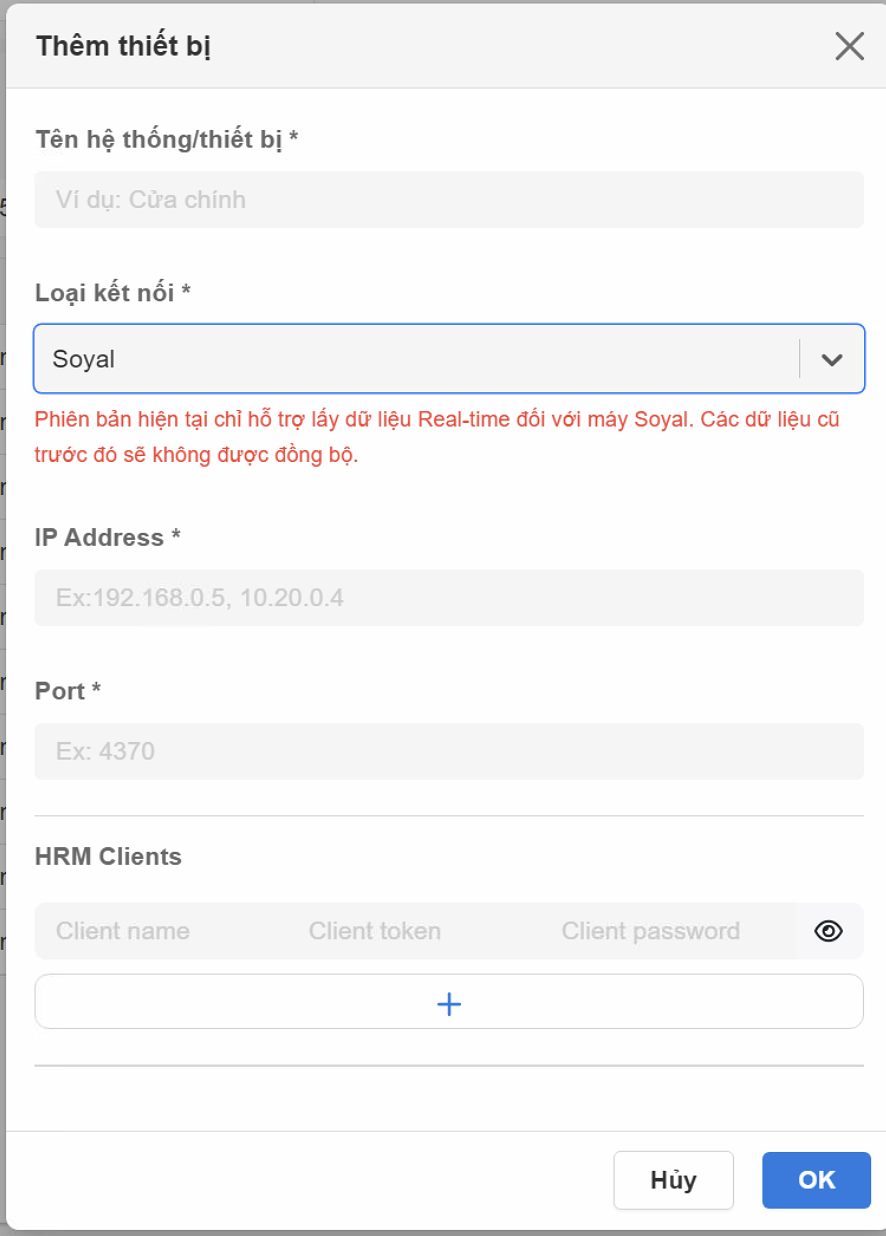 Thêm thiết bị
Tên hệ thống/thiết bị *
Ví dụ: Cửa chính
Loại kết nối *
Soyal
Phiên bản hiện tại chỉ hỗ trợ lấy dữ liệu Real-time đối với máy Soyal. Các dữ liệu cũ
trước đó sẽ không được đồng bộ.
IP Address *
Ex:192.168.0.5, 10.20.0.4
Port *
Ex: 4370
HRM Clients
Client name Client token Client password
Hủy OK